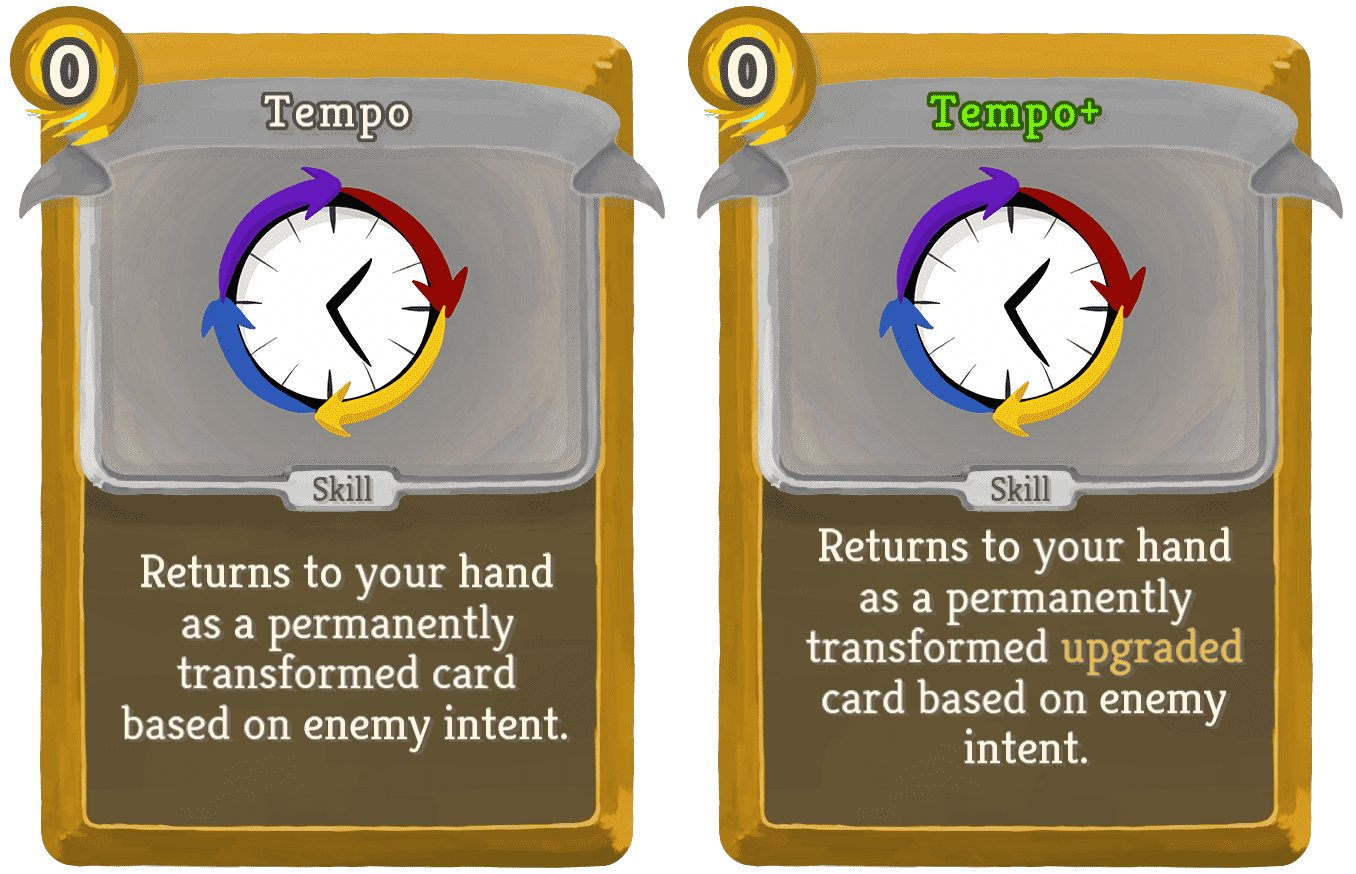 0
Tempo
Skill
Returns to your hand
as a permanently
transformed card
based on enemy intent.
0
Tempo+
Skill
Returns to your hand
as a permanently
transformed upgraded
card based on enemy
intent.